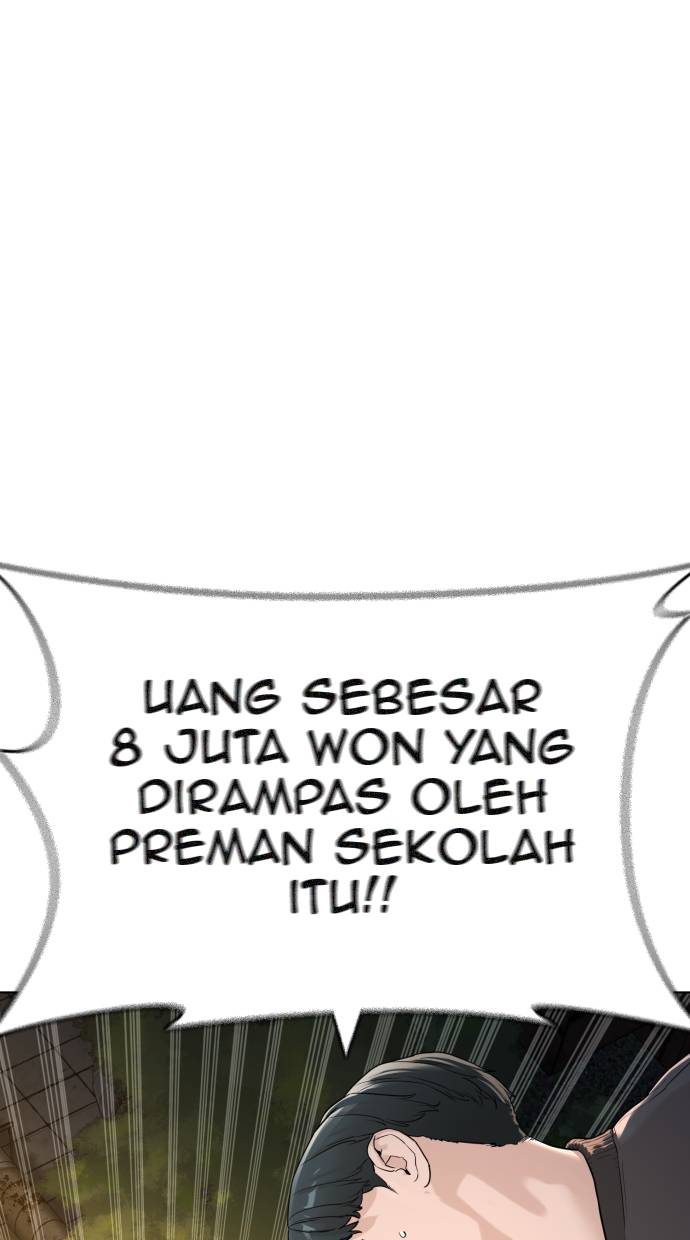 UANG SEBESAR
8 JUTA WON YANG
DIRAMPAS OLEH
PREMAN SEKOLAH
ITU!!